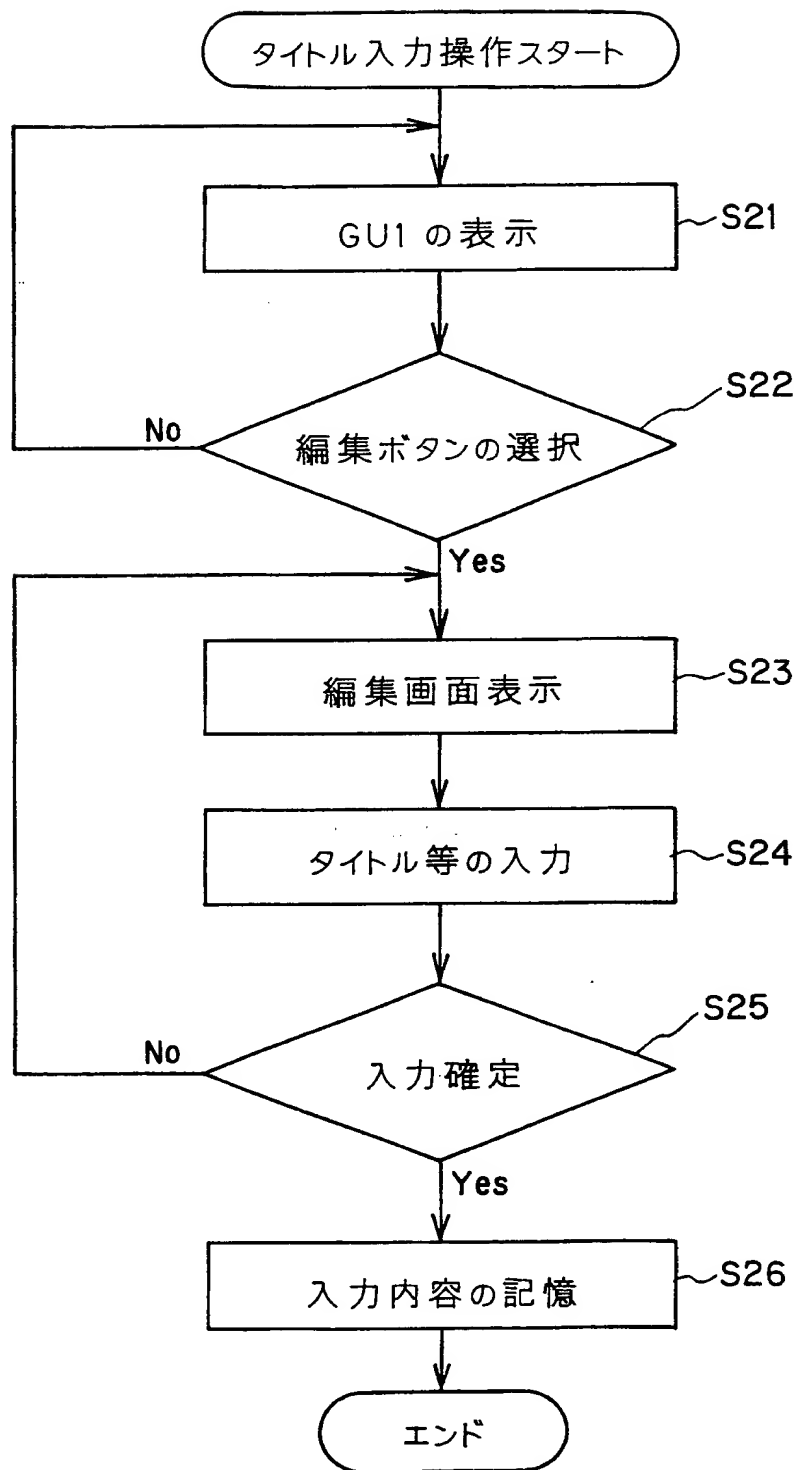 タイトル入力操作スタート
GU1の表示
S21
編集ボタンの選択
S22
No
Yes
編集画面表示
S23
タイトル等の入力
S24
入力確定
S25
No
Yes
入力内容の記憶
S26
エンド